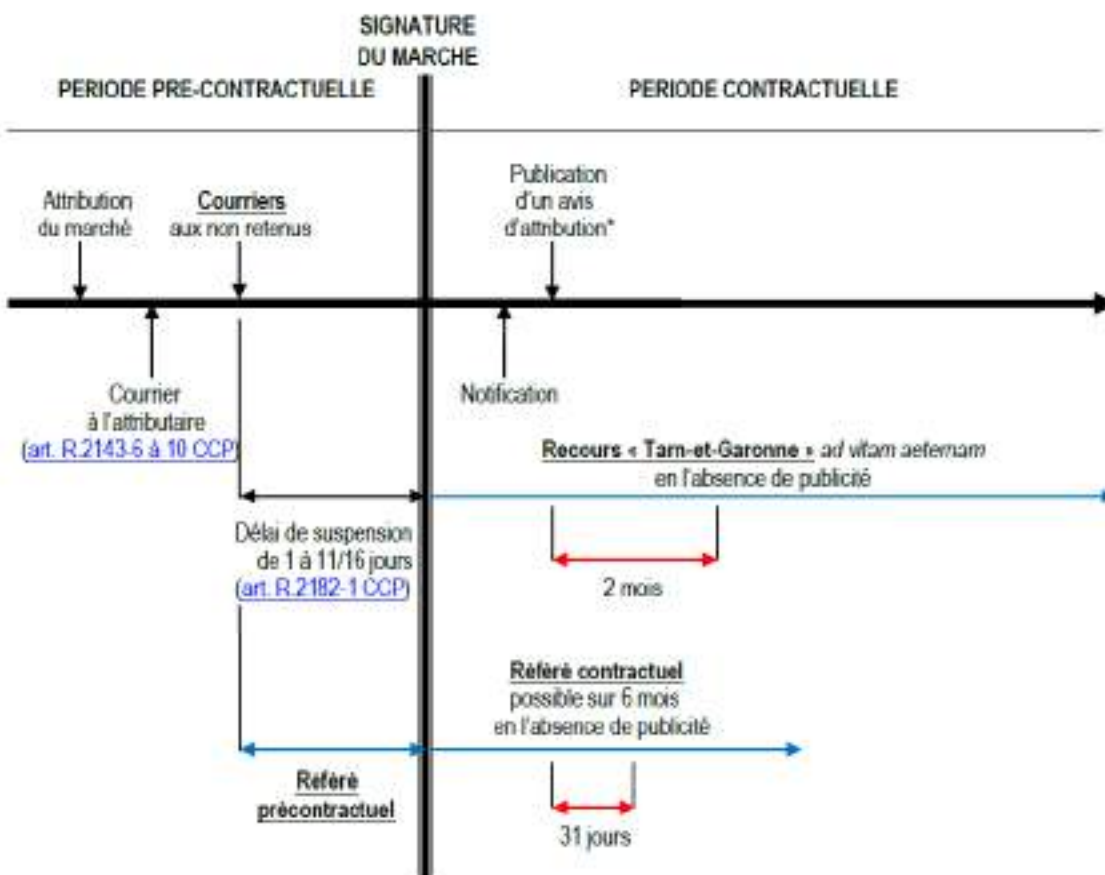 SIGNATURE
DU MARCHE
PERIODE PRE-CONTRACTUELLE
PERIODE CONTRACTUELLE
Attribution
du marché
Courriers
aux non retenus
Publication
d'un avis
d'attribution*
Courrier
à l'attributaire
(art. R.2143-6 à 10 CCP)
Notification
Recours « Tarn-et-Garonne » ad vitam aeternam
en l'absence de publicité
Délai de suspension
de 1 à 11/16 jours
(art. R.2182-1 CCP)
2 mois
Référé contractuel
possible sur 6 mois
en l'absence de publicité
Référé
précontractuel
31 jours